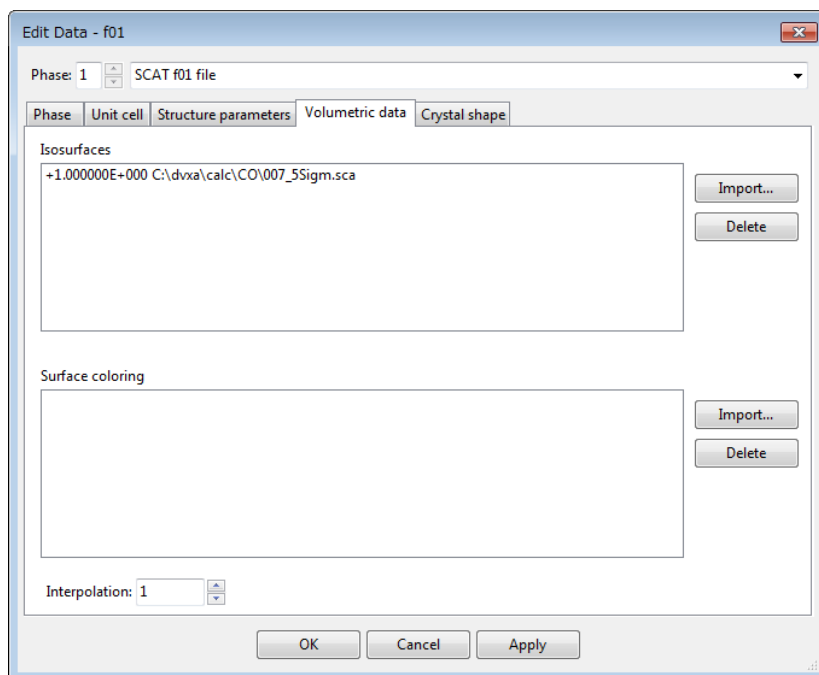 Edit Data - f01
Phase: 1 SCAT f01 file
Phase Unit cell Structure parameters Volumetric data Crystal shape
Isosurfaces
+1.000000E+000 C:\dvxa\calc\CO\007_5Sigm.sca
Import...
Delete
Surface coloring
Import...
Delete
Interpolation: 1
OK Cancel Apply